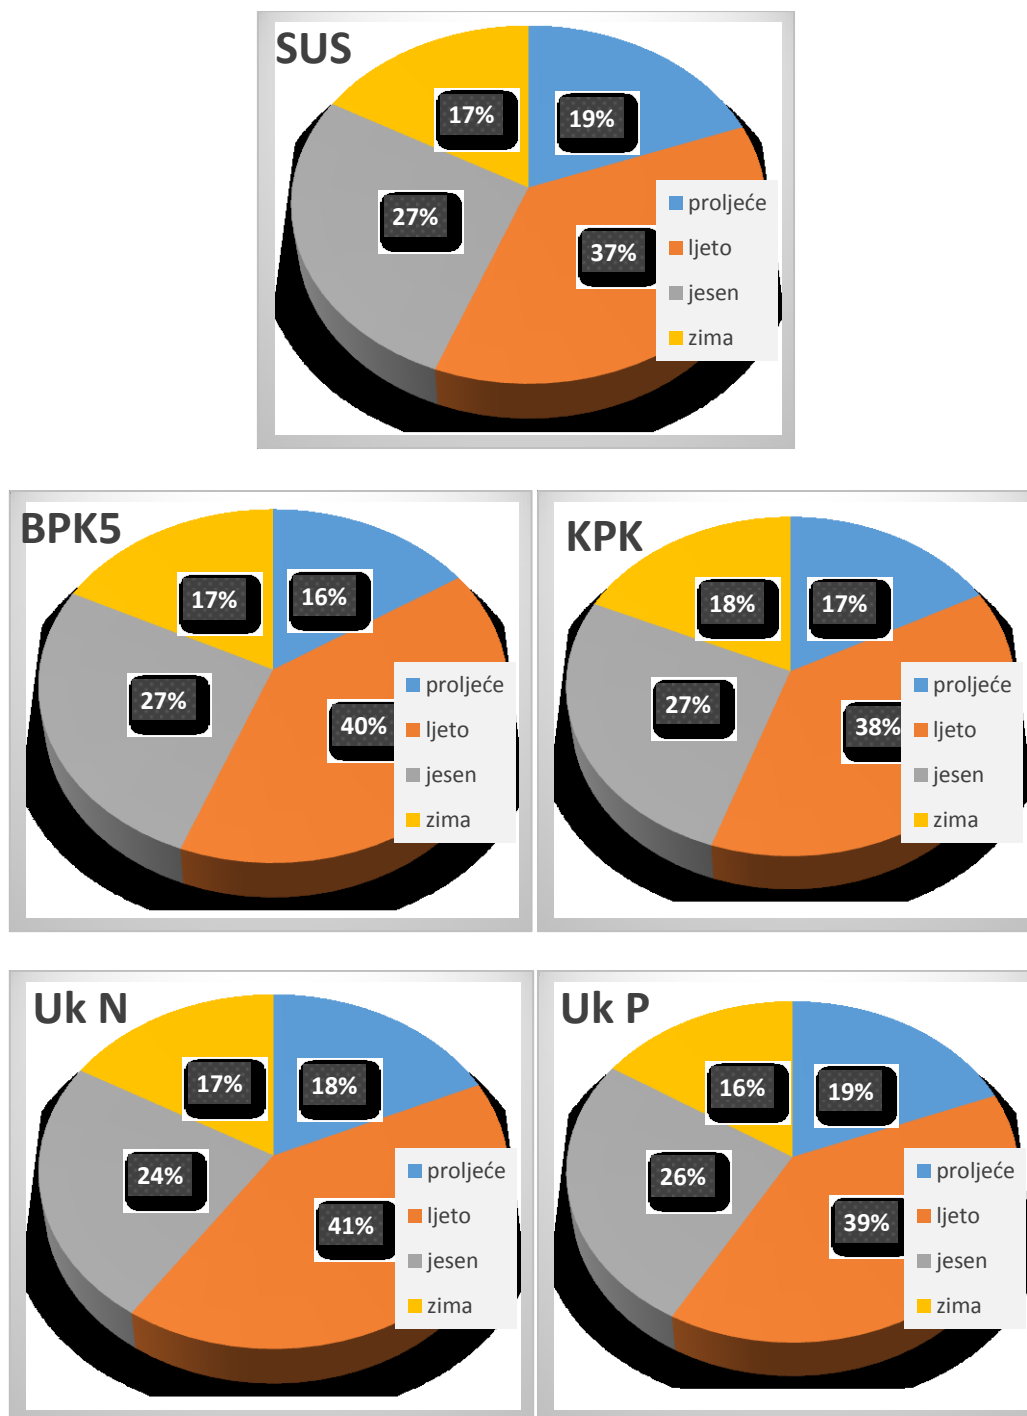 SUS
17%
19%
27%
37%
proljeće
ljeto
jesen
zima
BPK5
17%
16%
27%
40%
proljeće
ljeto
jesen
zima
KPK
18%
17%
27%
38%
proljeće
ljeto
jesen
zima
Uk N
17%
18%
24%
41%
proljeće
ljeto
jesen
zima
Uk P
16%
19%
26%
39%
proljeće
ljeto
jesen
zima